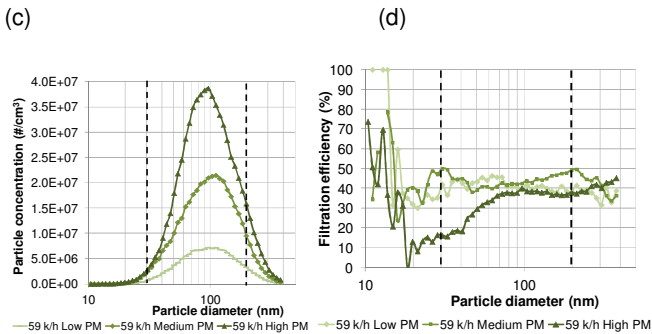 (c)
(d)
Particle concentration (#/cm³)
4.0E+07
3.5E+07
3.0E+07
2.5E+07
2.0E+07
1.5E+07
1.0E+07
5.0E+06
0.0E+00
10
100
Particle diameter (nm)
59 k/h Low PM
59 k/h Medium PM
59 k/h High PM
Filtration efficiency (%)
100
90
80
70
60
50
40
30
20
10
0
10
100
Particle diameter (nm)
59 k/h Low PM
59 k/h Medium PM
59 k/h High PM